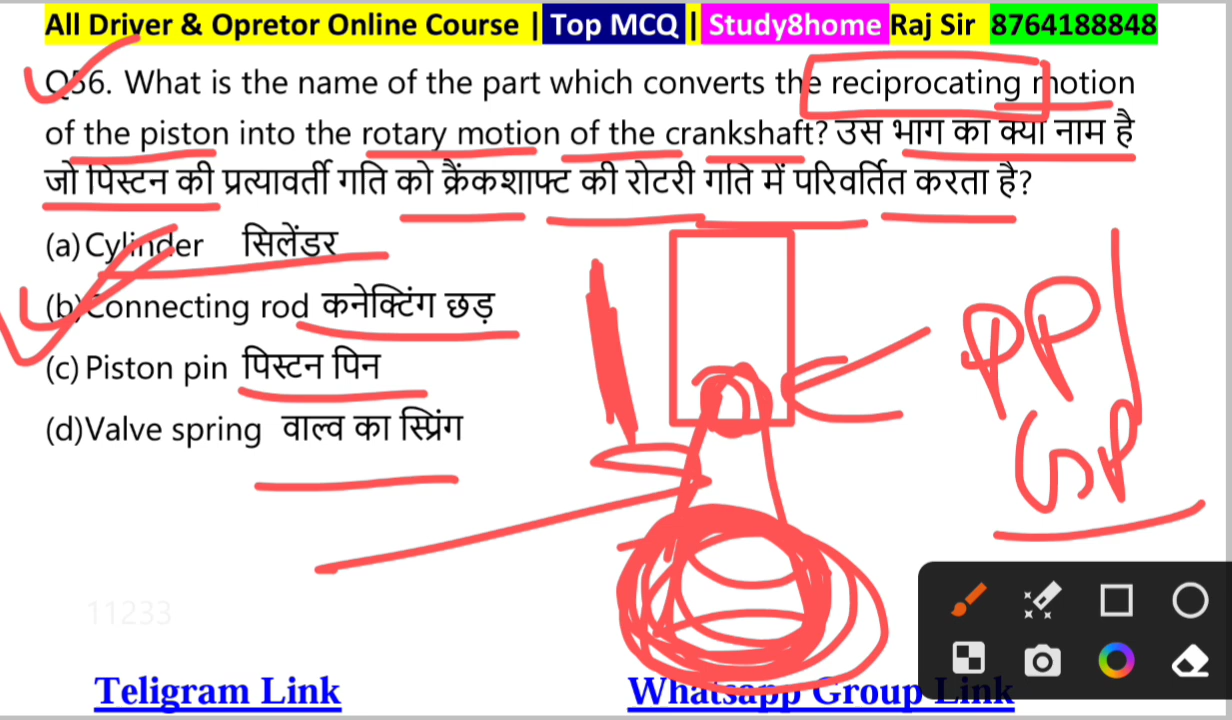 All Driver & Opretor Online Course | Top MCQ | Study8home Raj Sir 8764188848
Q56. What is the name of the part which converts the reciprocating motion
of the piston into the rotary motion of the crankshaft? उस भाग का क्या नाम है
जो पिस्टन की प्रत्यावर्ती गति को क्रैंकशाफ्ट की रोटरी गति में परिवर्तित करता है?
(a) Cylinder सिलेंडर
(b) Connecting rod कनेक्टिंग छड़
(c) Piston pin पिस्टन पिन
(d) Valve spring वाल्व का स्प्रिंग
PP
GP
11233
Teligram Link Whatsapp Group Link